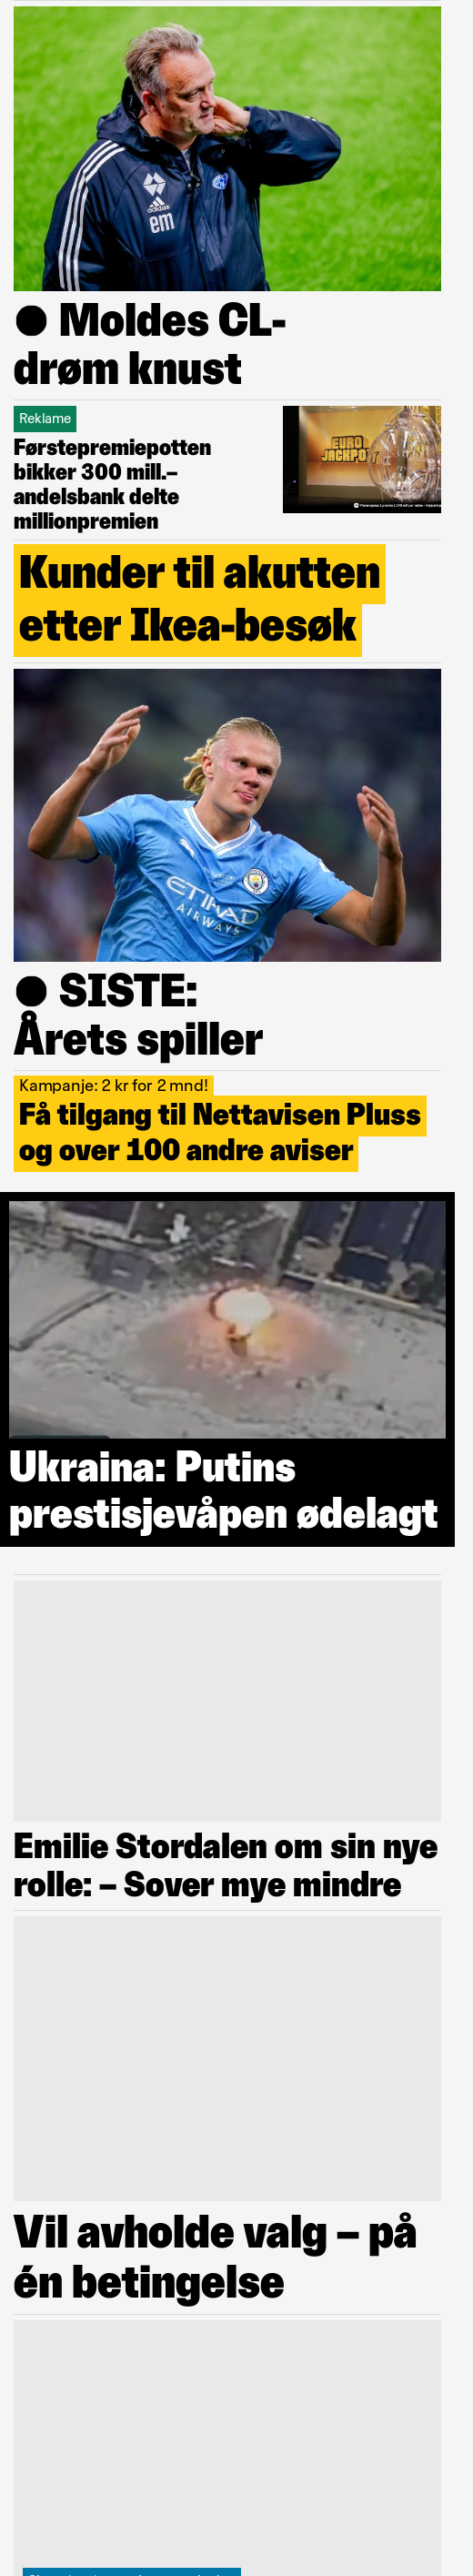 adidas
em
● Moldes CL-
drøm knust
Reklame
Førstepremiepotten
bikker 300 mill.–
andelsbank delte
millionpremien
EURO
JACKPOT
Kunder til akutten
etter Ikea-besøk
ETIHAD
AIRWAYS
● SISTE:
Årets spiller
Kampanje: 2 kr for 2 mnd!
Få tilgang til Nettavisen Pluss
og over 100 andre aviser
Ukraina: Putins
prestisjevåpen ødelagt
Emilie Stordalen om sin nye
rolle: – Sover mye mindre
Vil avholde valg – på
én betingelse